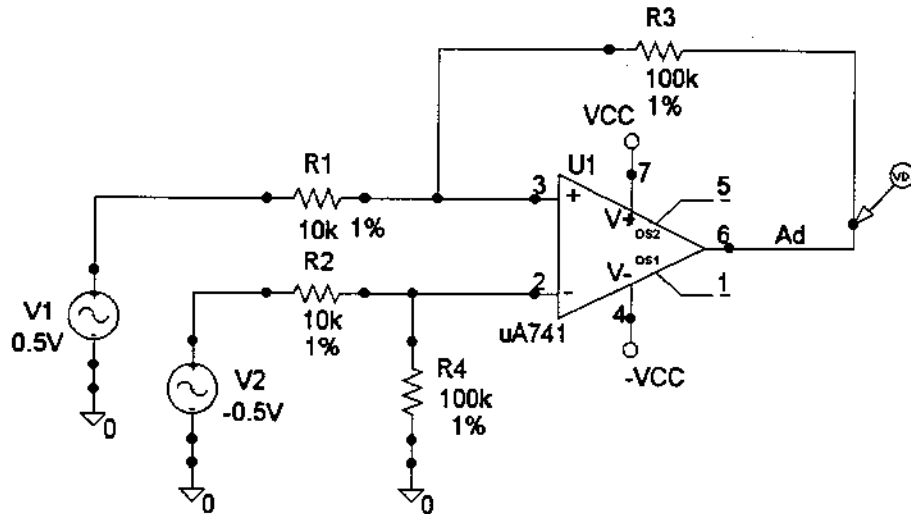 R3
100k
1%
VCC
R1
U1
7
5
3
+
10k
1%
V+
OS2
6
Ad
VD
R2
OS1
V-
1
2
-
10k
1%
uA741
4
-VCC
V1
0.5V
V2
-0.5V
R4
100k
1%
0
0
0